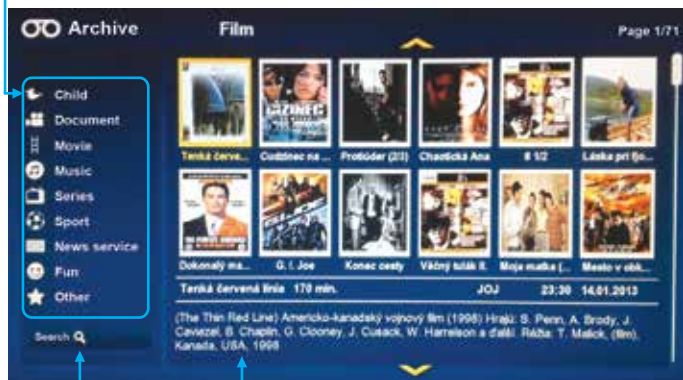 Archive
Film
Page 1/71
Child
Document
Movie
Music
Series
Sport
News service
Fun
Other
Search
CUDZINEC
Tenká červe...
Cudzinec na ...
Protiúder (2/3)
Chaotická Ana
8 1/2
Láska pri fjo...
G.I. JOE
Dokonalý ma...
G. I. Joe
Konec cesty
Věčný tulák II.
Moja matka (...
Mesto v obk...
Tenká červená línia 170 min.
JOJ 23:30 14.01.2013
(The Thin Red Line) Americko-kanadský vojnový film (1998) Hrajú: S. Penn, A. Brody, J.
Caviezel, B. Chaplin, G. Clooney, J. Cusack, W. Harrelson a ďalší. Réžia: T. Malick, (film),
Kanada, USA, 1998